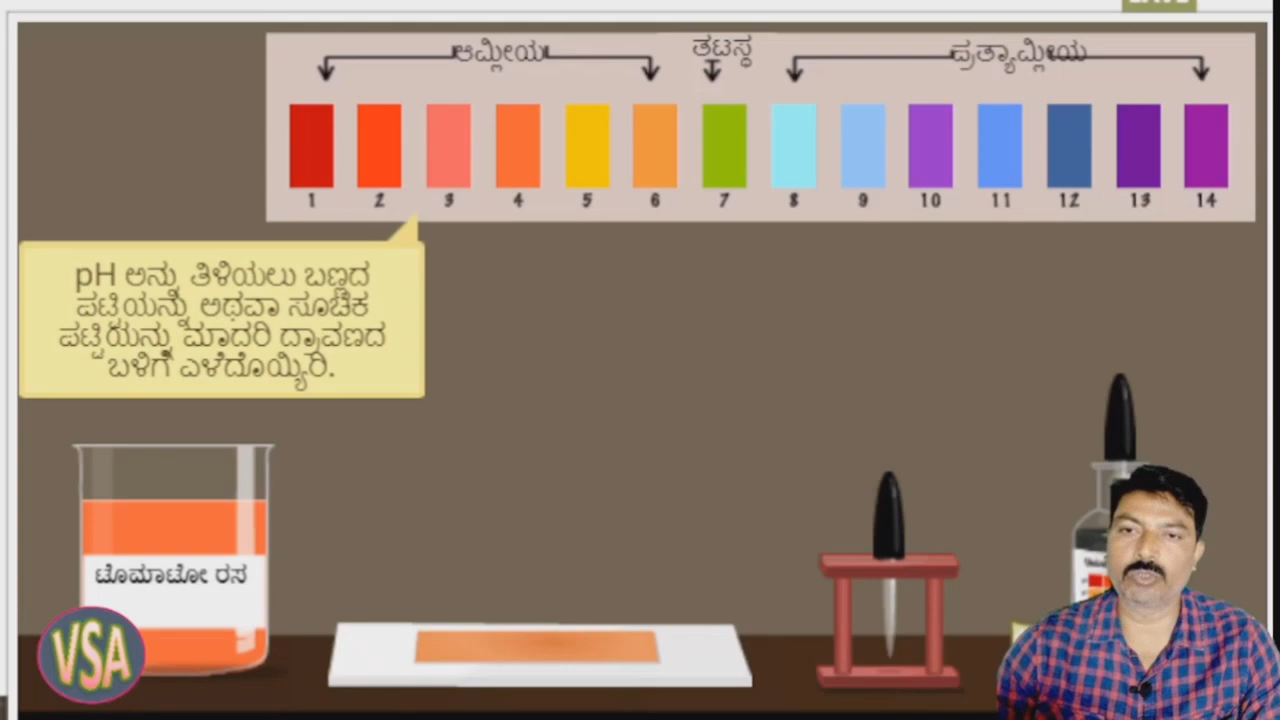 ಆಮ್ಲೀಯ ತಟಸ್ಥ ಪ್ರತ್ಯಾಮ್ಲೀಯ
1 2 3 4 5 6 7 8 9 10 11 12 13 14
pH ಅನ್ನು ತಿಳಿಯಲು ಬಣ್ಣದ
ಪಟ್ಟಿಯನ್ನು ಅಥವಾ ಸೂಚಕ
ಪಟ್ಟಿಯನ್ನು ಮಾದರಿ ದ್ರಾವಣದ
ಬಳಿಗೆ ಎಳೆದೊಯ್ಯಿರಿ.
ಟೊಮಾಟೋ ರಸ
VSA